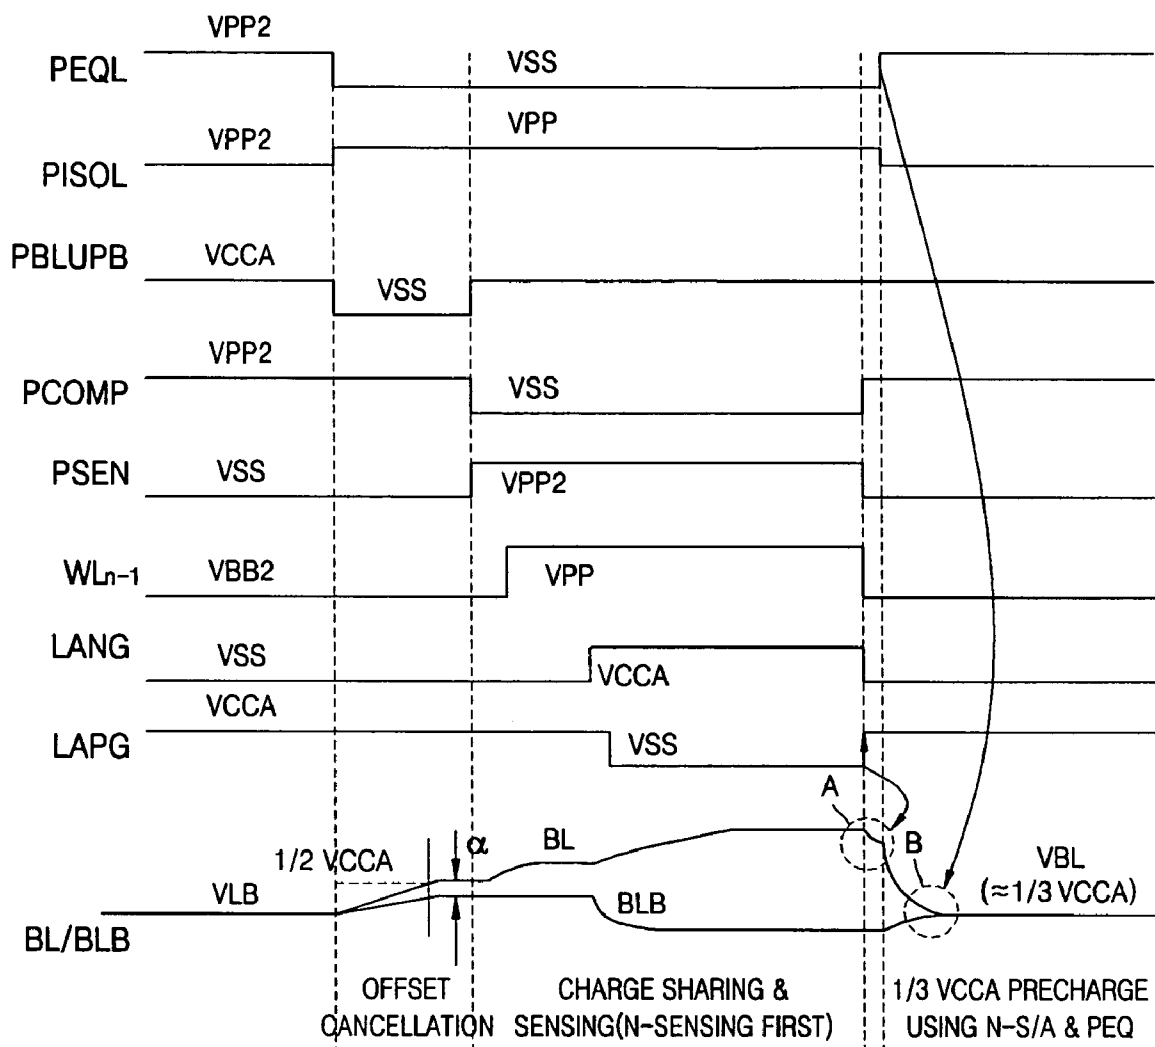 VPP2
PEQL
VSS
VPP2
VPP
PISOL
PBLUPB
VCCA
VSS
VPP2
PCOMP
VSS
PSEN
VSS
VPP2
WLn-1
VBB2
VPP
LANG
VSS
VCCA
VCCA
LAPG
VSS
A
α
BL
B
1/2 VCCA
VBL
VLB
BLB
(≈1/3 VCCA)
BL/BLB
OFFSET
CANCELLATION
CHARGE SHARING &
SENSING(N-SENSING FIRST)
1/3 VCCA PRECHARGE
USING N-S/A & PEQ